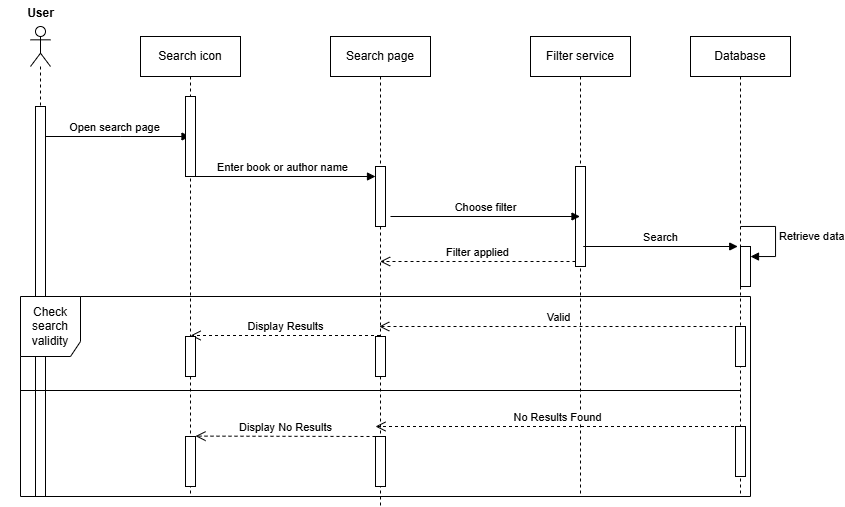 User
Search icon
Search page
Filter service
Database
Open search page
Enter book or author name
Choose filter
Retrieve data
Search
Filter applied
Check
search
validity
Valid
Display Results
No Results Found
Display No Results